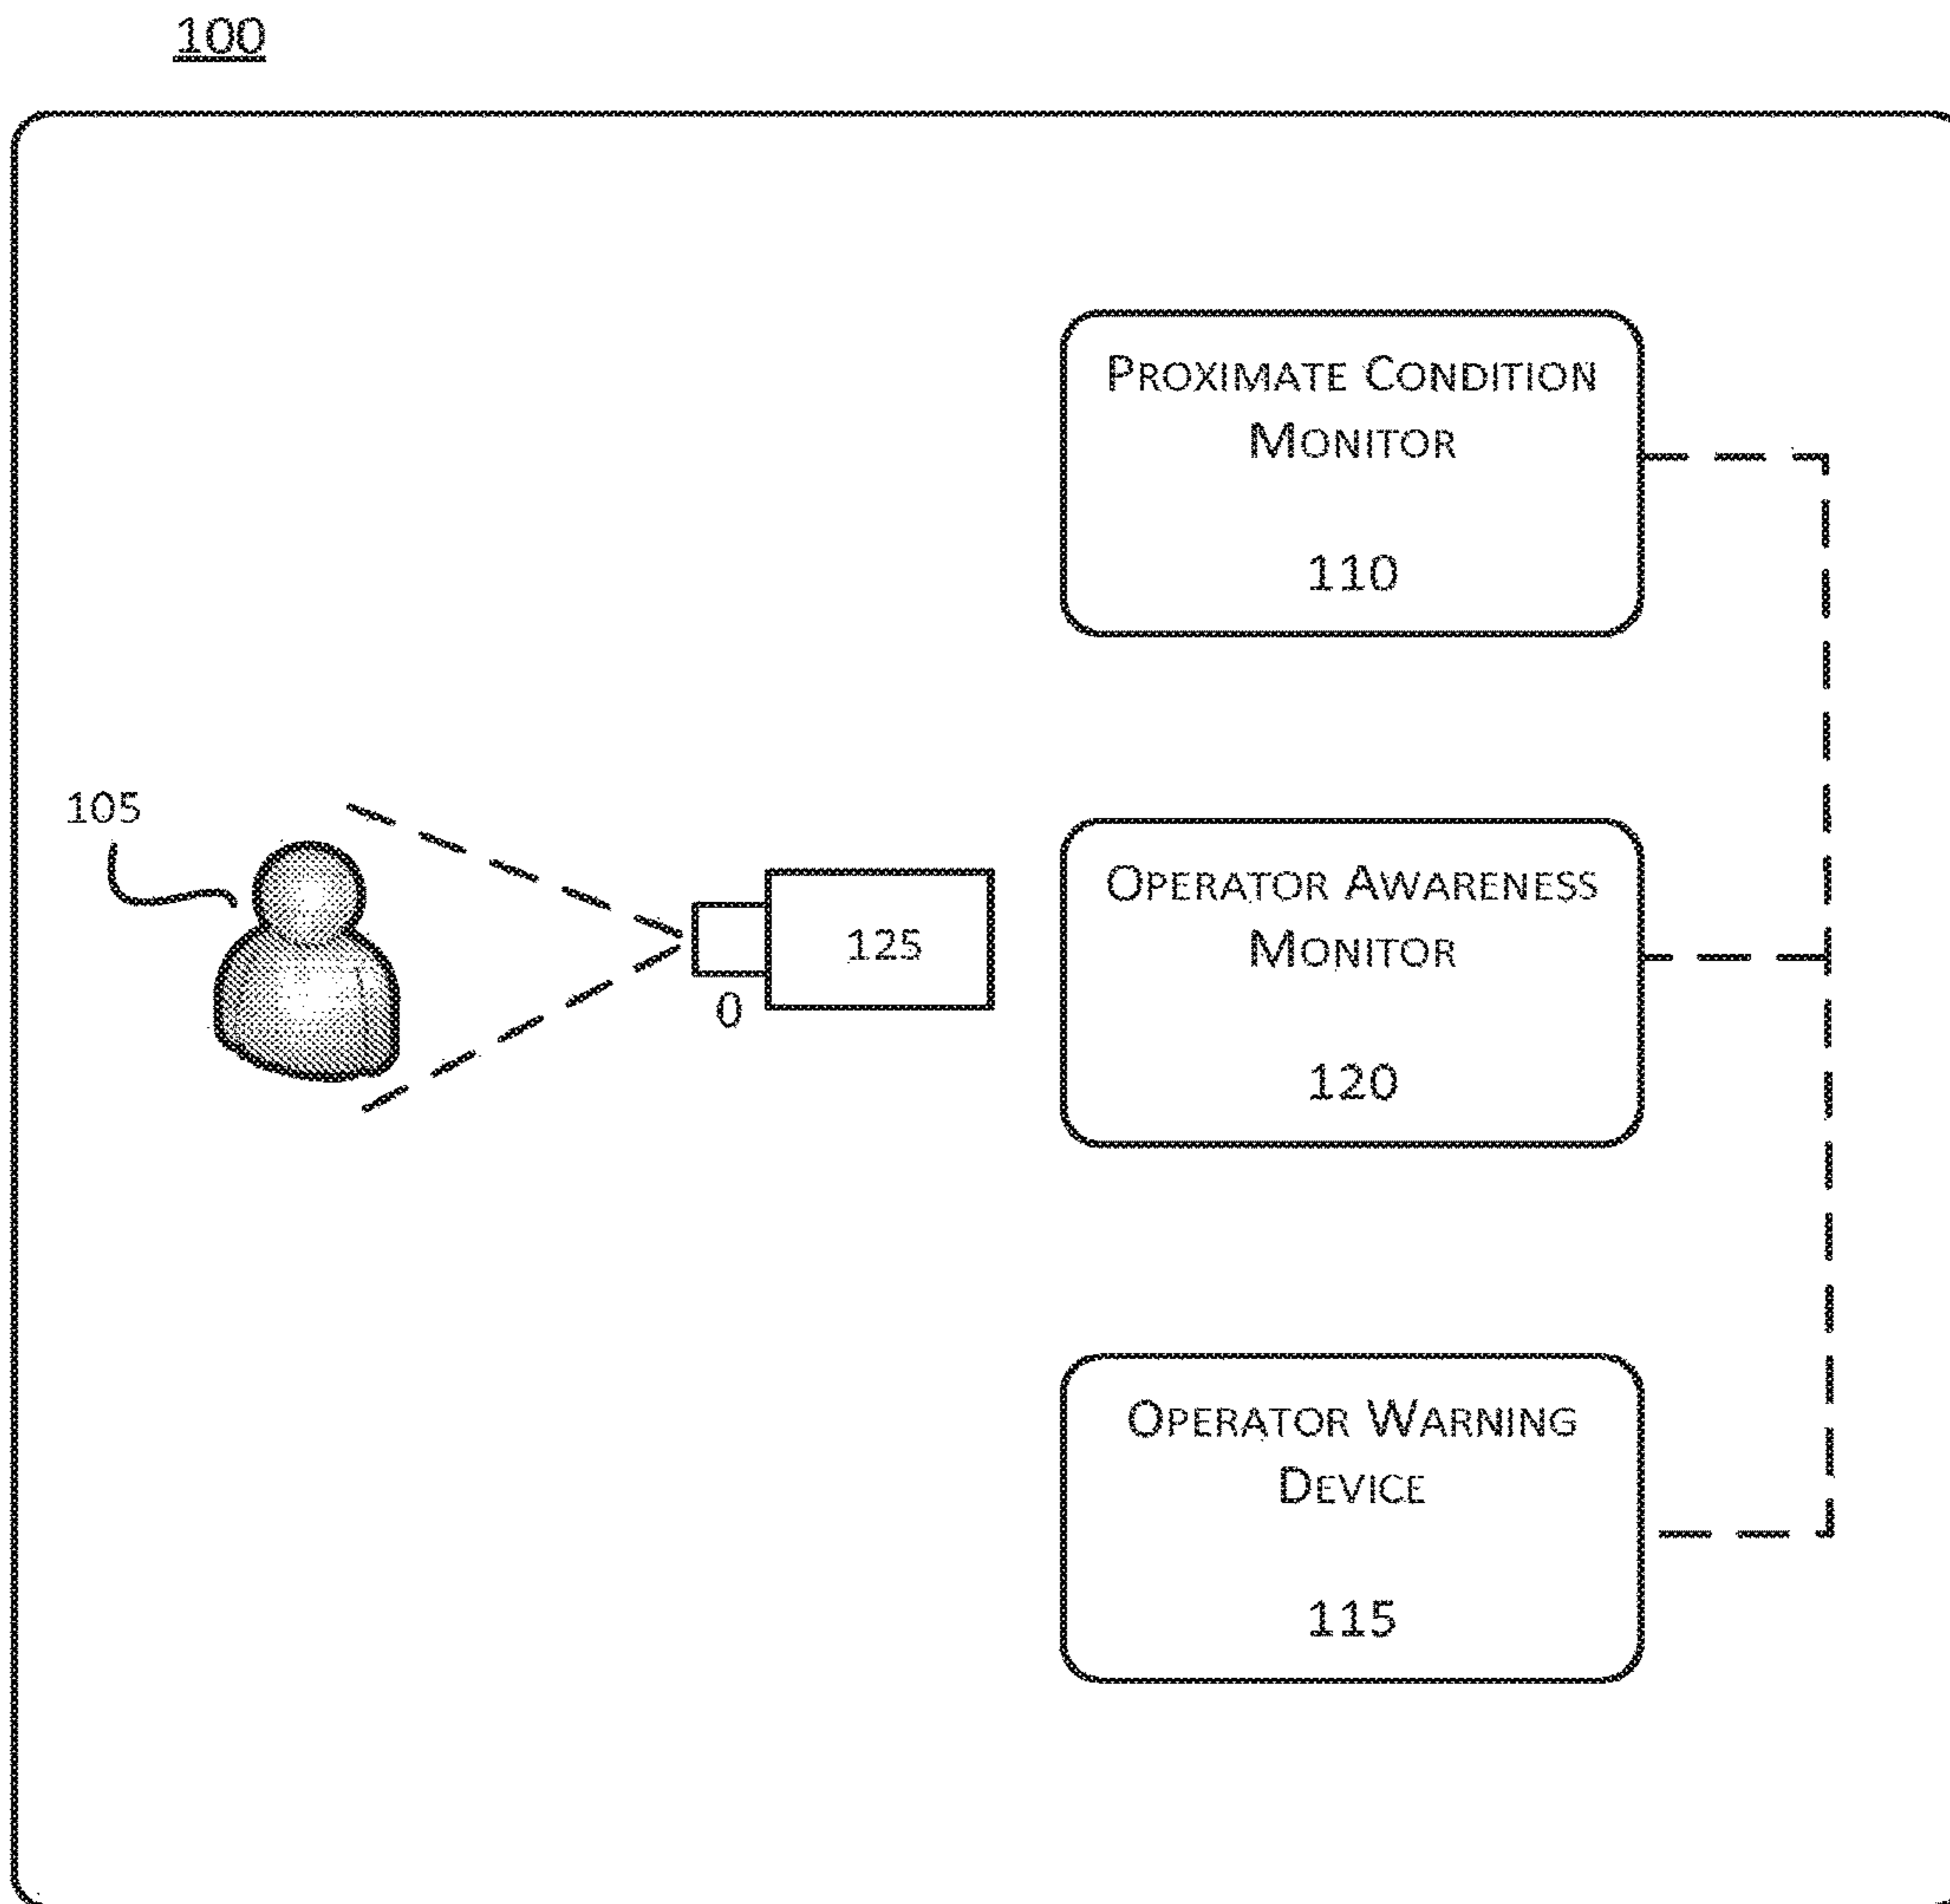 100
PROXIMATE CONDITION
MONITOR
110
105
OPERATOR AWARENESS
MONITOR
125
0
120
OPERATOR WARNING
DEVICE
115